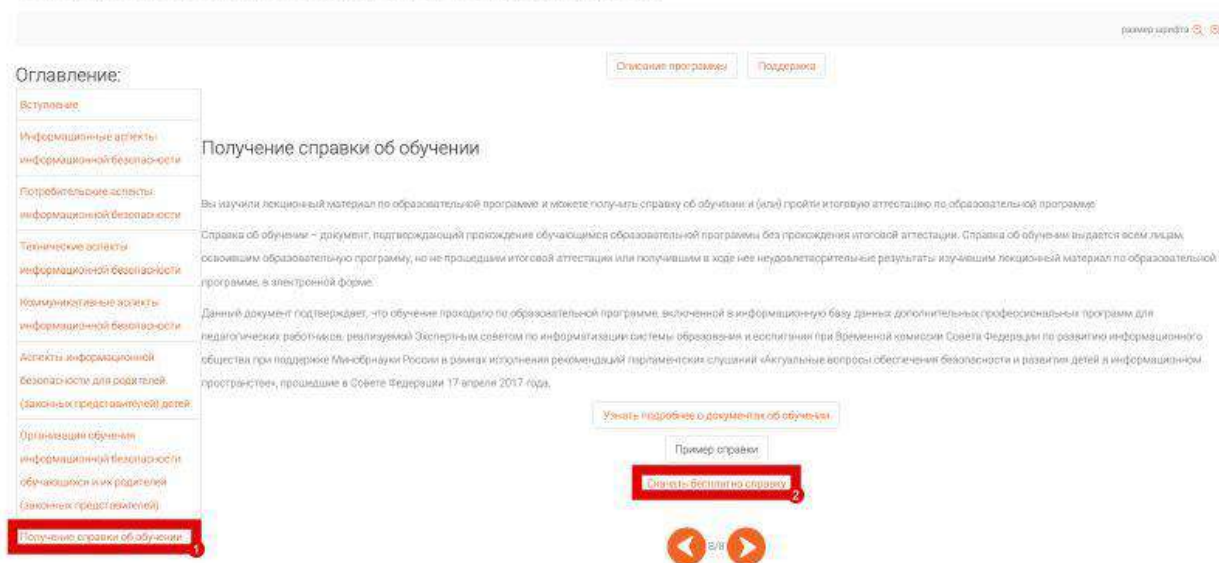 размер шрифта
Описание программы
Поддержка
Оглавление:
Вступление
Информационные аспекты
информационной безопасности
Потребительские аспекты
информационной безопасности
Технические аспекты
информационной безопасности
Коммуникативные аспекты
информационной безопасности
Аспекты информационной
безопасности для родителей
(законных представителей) детей
Организация обучения
информационной безопасности
обучающихся и их родителей
(законных представителей)
Получение справки об обучении
1
Получение справки об обучении
Вы изучили лекционный материал по образовательной программе и можете получить справку об обучении и (или) пройти итоговую аттестацию по образовательной программе
Справка об обучении – документ, подтверждающий прохождение обучающимся образовательной программы без прохождения итоговой аттестации. Справка об обучении выдается всем лицам,
освоившим образовательную программу, но не прошедшим итоговой аттестации или получившим в ходе нее неудовлетворительные результаты изучившим лекционный материал по образовательной
программе, в электронной форме.
Данный документ подтверждает, что обучение проходило по образовательной программе, включенной в информационную базу данных дополнительных профессиональных программ для
педагогических работников, реализуемой Экспертным советом по информатизации системы образования и воспитания при Временной комиссии Совета Федерации по развитию информационного
общества при поддержке Минобрнауки России в рамках исполнения рекомендаций парламентских слушаний «Актуальные вопросы обеспечения безопасности и развития детей в информационном
пространстве», прошедшие в Совете Федерации 17 апреля 2017 года.
Узнать подробнее о документах об обучении
Пример справки
Скачать бесплатно справку
2
8/8